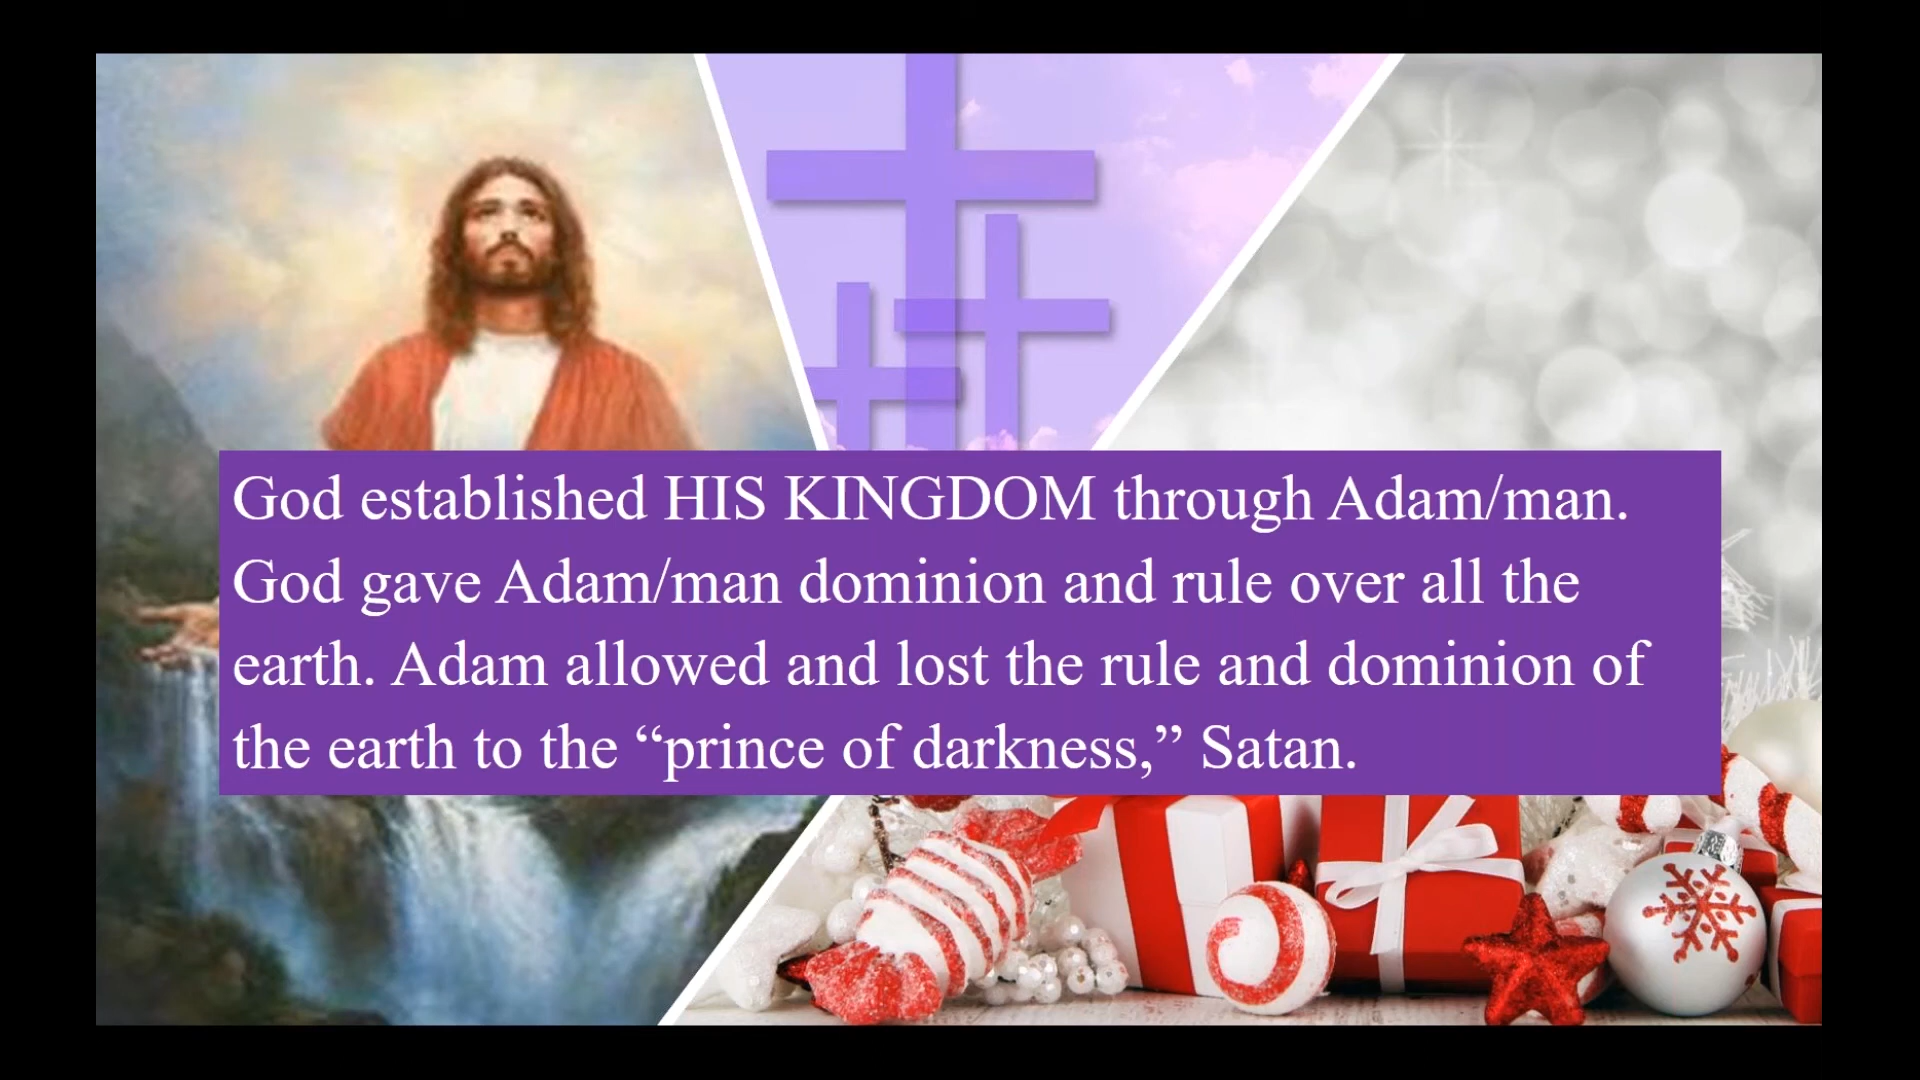 God established HIS KINGDOM through Adam/man.
God gave Adam/man dominion and rule over all the
earth. Adam allowed and lost the rule and dominion of
the earth to the “prince of darkness,” Satan.